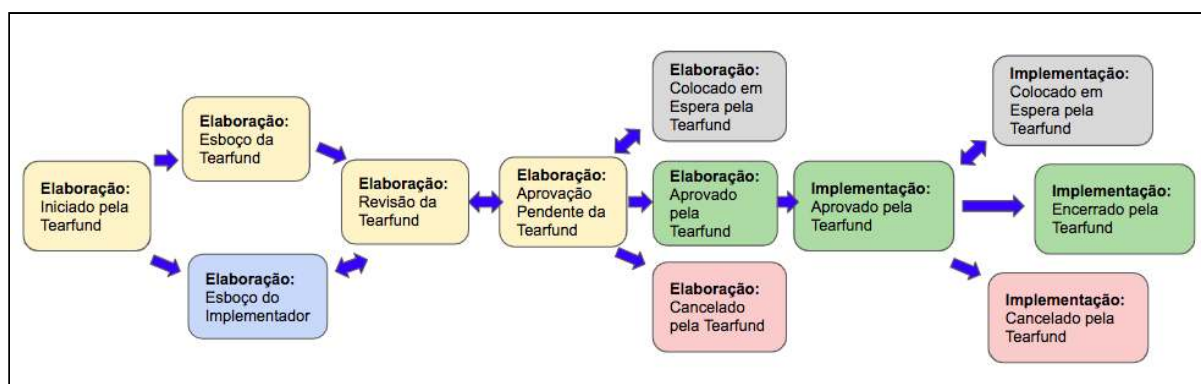 Elaboração:
Iniciado pela
Tearfund
Elaboração:
Esboço da
Tearfund
Elaboração:
Esboço do
Implementador
Elaboração:
Revisão da
Tearfund
Elaboração:
Aprovação
Pendente da
Tearfund
Elaboração:
Colocado em
Espera pela
Tearfund
Elaboração:
Aprovado
pela
Tearfund
Elaboração:
Cancelado
pela Tearfund
Implementação:
Aprovado pela
Tearfund
Implementação:
Colocado em
Espera pela
Tearfund
Implementação:
Encerrado pela
Tearfund
Implementação:
Cancelado pela
Tearfund